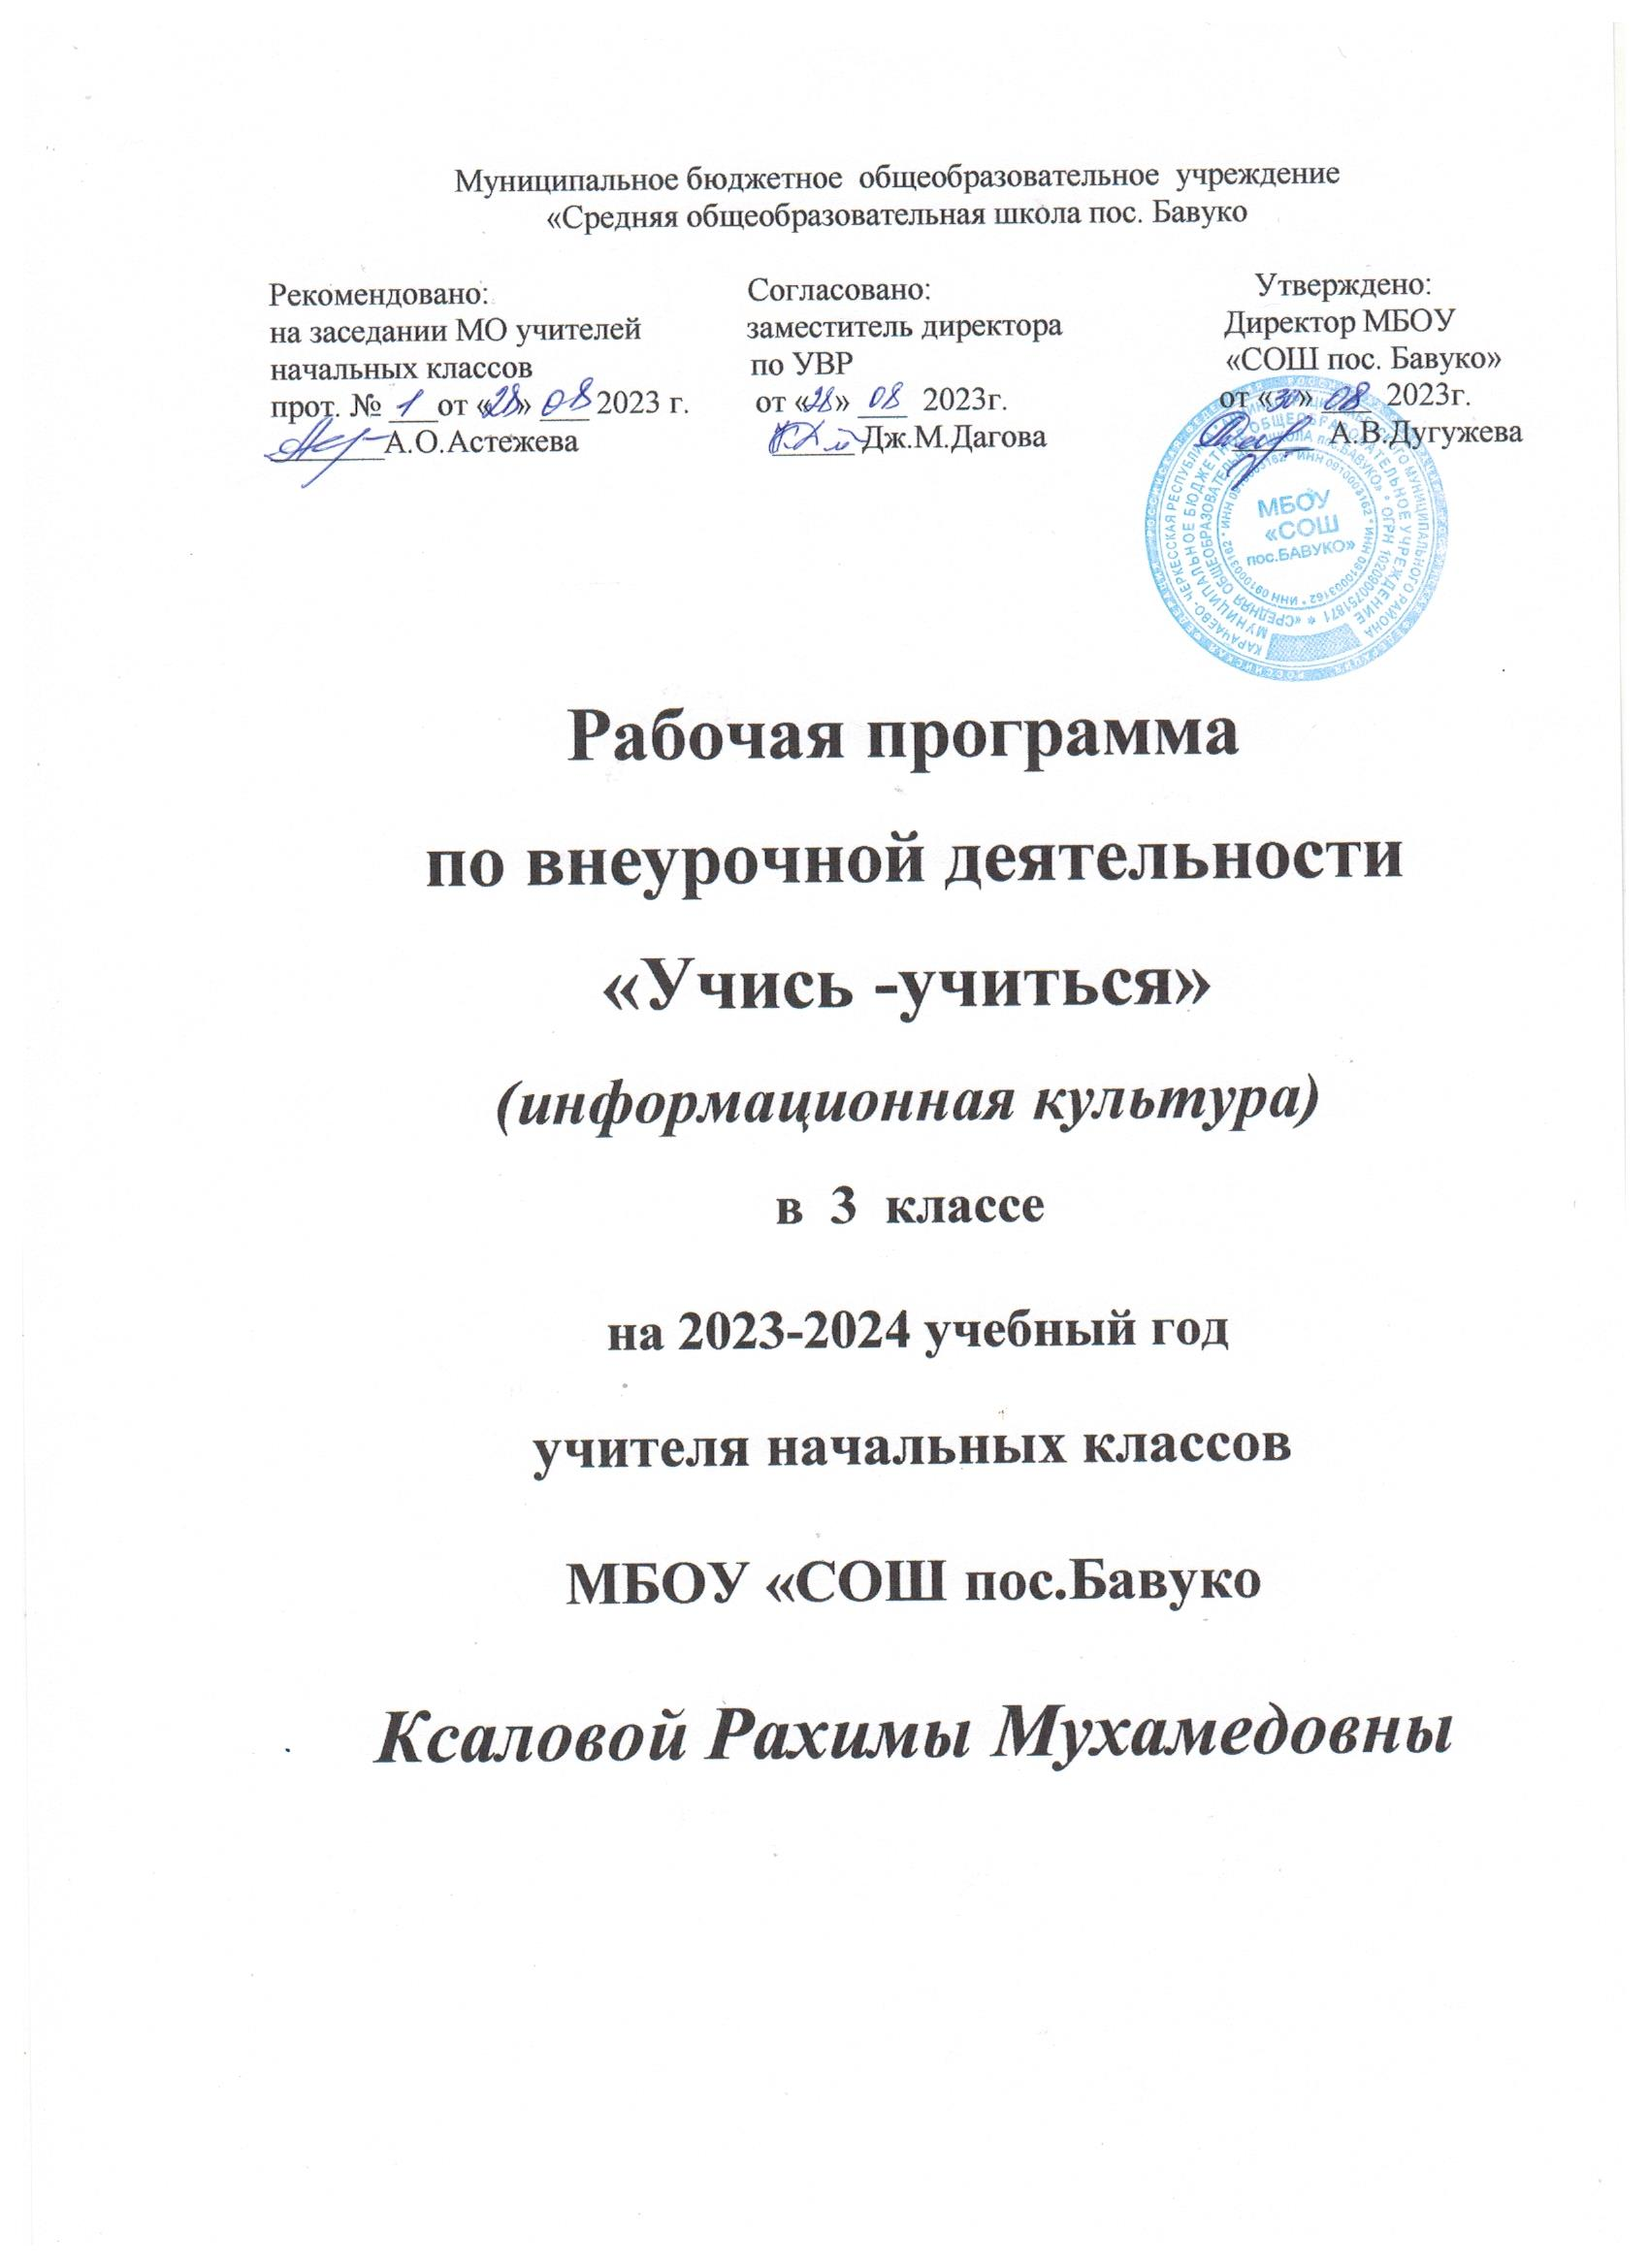 Муниципальное бюджетное общеобразовательное учреждение
«Средняя общеобразовательная школа пос. Бавуко
Рекомендовано:
на заседании МО учителей
начальных классов
прот. № 1 от «28» 08 2023 г.
А.О.Астежева
Согласовано:
заместитель директора
по УВР
от «28» 08 2023г.
Дж.М.Дагова
Утверждено:
Директор МБОУ
«СОШ пос. Бавуко»
от «30» 08 2023г.
А.В.Дугужева
МБОУ
«СОШ
пос.БАВУКО»
Рабочая программа
по внеурочной деятельности
«Учись -учиться»
(информационная культура)
в 3 классе
на 2023-2024 учебный год
учителя начальных классов
МБОУ «СОШ пос.Бавуко
Ксаловой Рахимы Мухамедовны